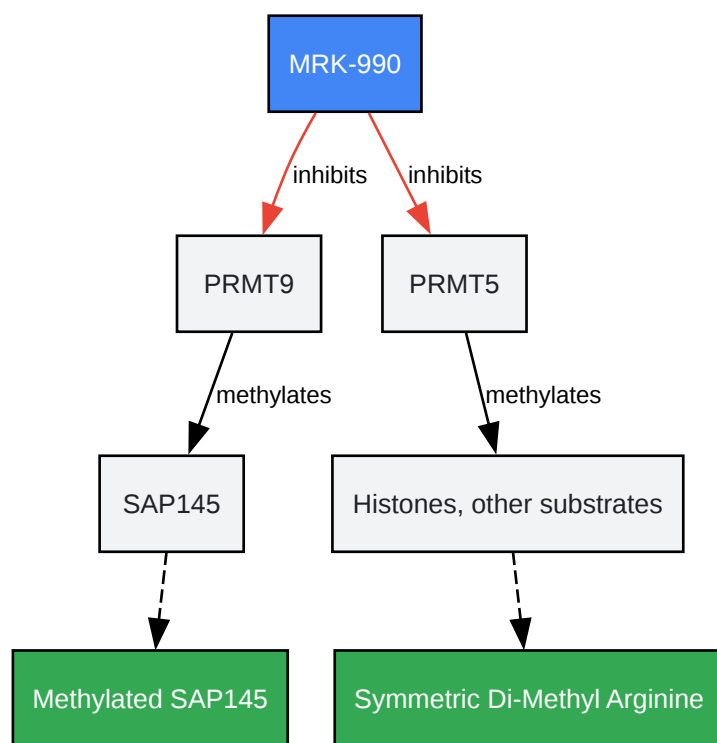 MRK-990
inhibits
inhibits
PRMT9
PRMT5
methylates
methylates
SAP145
Histones, other substrates
Methylated SAP145
Symmetric Di-Methyl Arginine